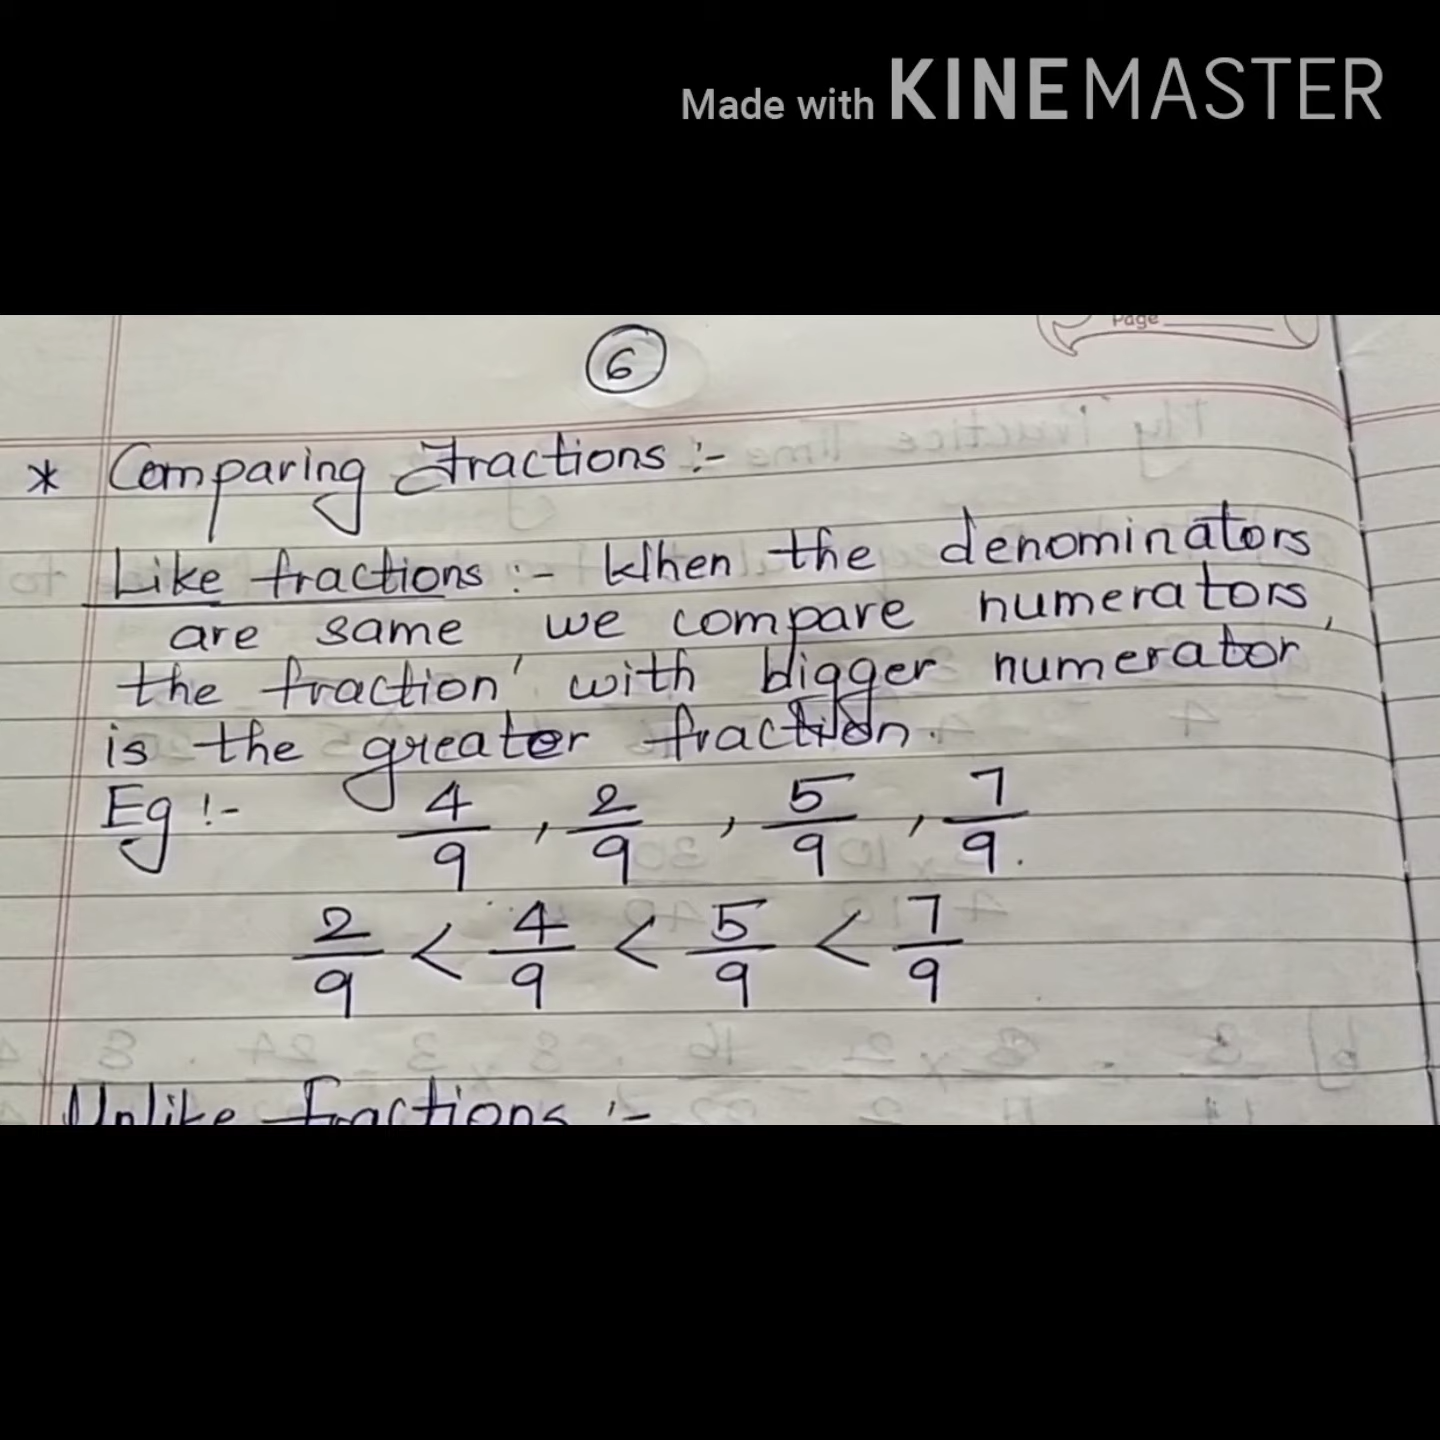 Made with KINEMASTER
Page
6
* Comparing Fractions :-
Like fractions :- When the denominators
are same we compare numerators,
the fraction with bigger numerator
is the greater fraction.
Eg :- 4/9 , 2/9 , 5/9 , 7/9.
2/9 < 4/9 < 5/9 < 7/9
Unlike fractions :-